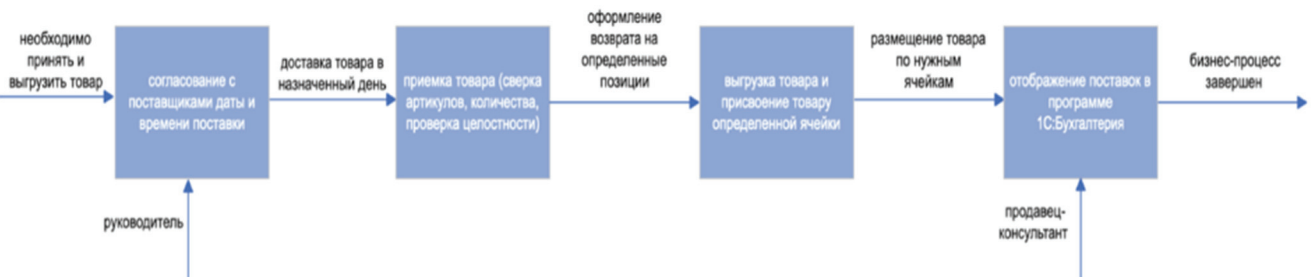 необходимо
принять и
выгрузить товар
согласование с
поставщиками даты и
времени поставки
доставка товара в
назначенный день
приемка товара (сверка
артикулов, количества,
проверка целостности)
оформление
возврата на
определенные
позиции
выгрузка товара и
присвоение товару
определенной ячейки
размещение товара
по нужным
ячейкам
отображение поставок в
программе
1С:Бухгалтерия
бизнес-процесс
завершен
руководитель
продавец-
консультант